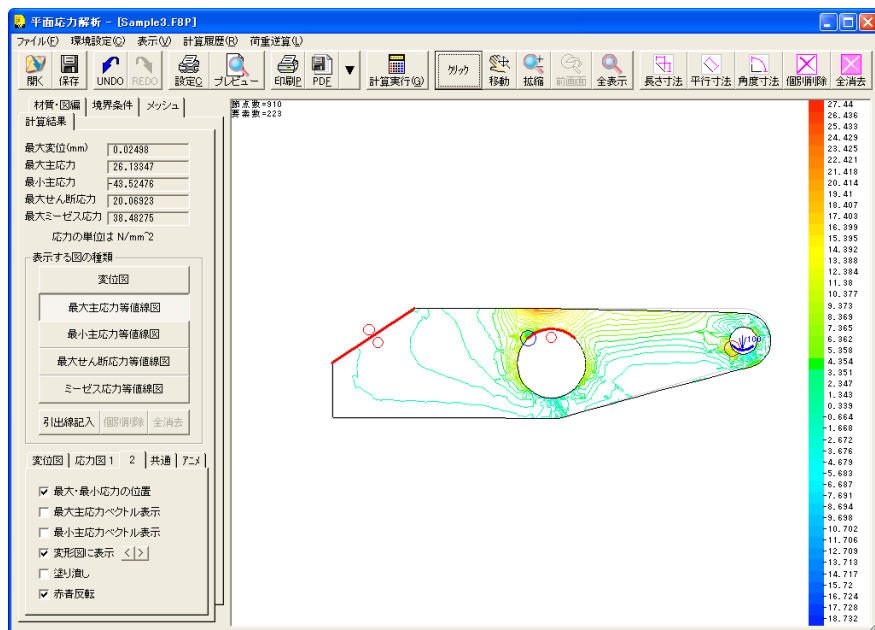 平面応力解析 - [Sample3.F8P]
ファイル(F) 環境設定(C) 表示(V) 計算履歴(R) 荷重逆算(L)
開く 保存 UNDO REDO 設定C プレビュー 印刷P PDF 計算実行(G) クリック 移動 拡縮 前画面 全表示 長さ寸法 平行寸法 角度寸法 個別削除 全消去
材質・図編 境界条件 メッシュ
計算結果
最大変位(mm) 0.02498
最大主応力 26.13347
最小主応力 -43.52476
最大せん断応力 20.06923
最大ミーゼス応力 38.48275
応力の単位は N/mm^2
表示する図の種類
変位図
最大主応力等値線図
最小主応力等値線図
最大せん断応力等値線図
ミーゼス応力等値線図
引出線記入 個別削除 全消去
変位図 応力図1 2 共通 アニメ
最大・最小応力の位置
最大主応力ベクトル表示
最小主応力ベクトル表示
変形図に表示 < >
塗り潰し
赤青反転
節点数=910
要素数=223
100
27.44
26.436
25.433
24.429
23.425
22.421
21.418
20.414
19.41
18.407
17.403
16.399
15.395
14.392
13.388
12.384
11.38
10.377
9.373
8.369
7.365
6.362
5.358
4.354
3.351
2.347
1.343
0.339
-0.664
-1.668
-2.672
-3.676
-4.679
-5.683
-6.687
-7.691
-8.694
-9.698
-10.702
-11.706
-12.709
-13.713
-14.717
-15.72
-16.724
-17.728
-18.732